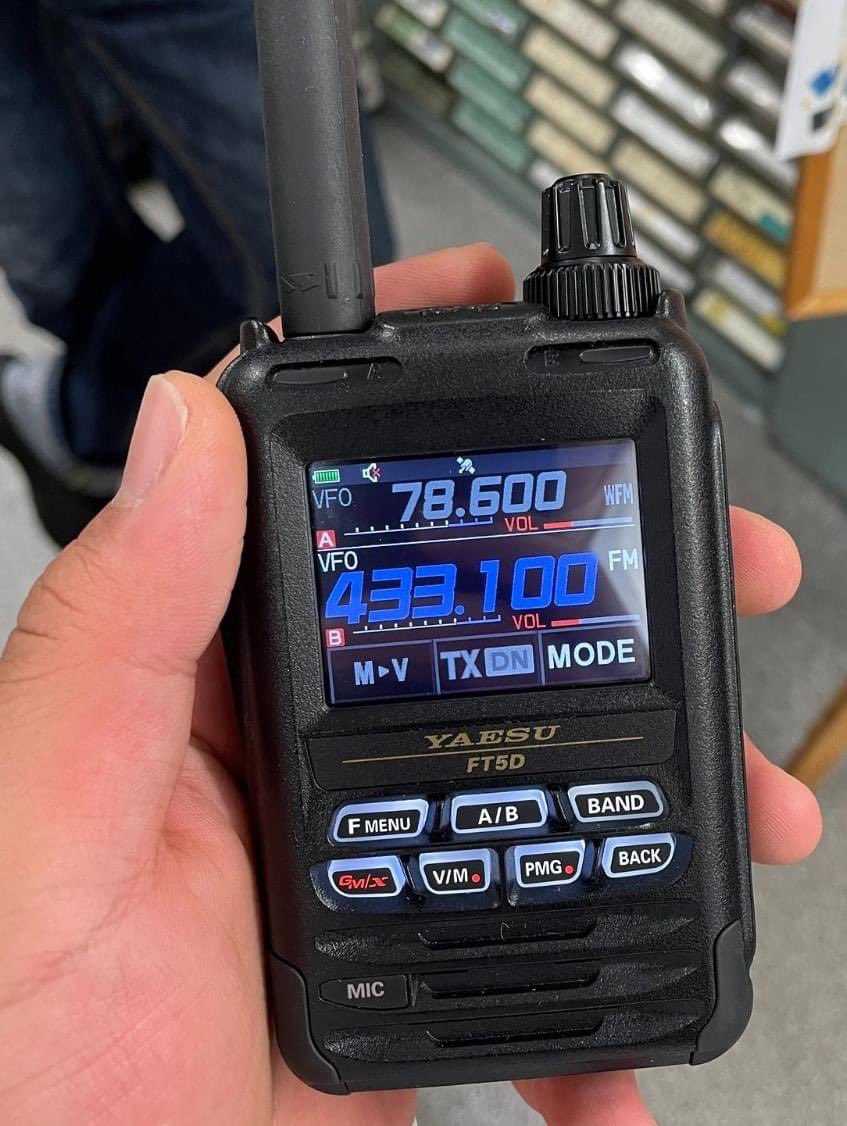 A B
VFO 78.600 WFM
A VOL
VFO 433.100 FM
B VOL
M▸V TX DN MODE
YAESU
FT5D
F MENU A/B BAND
GM/X V/M PMG BACK
MIC